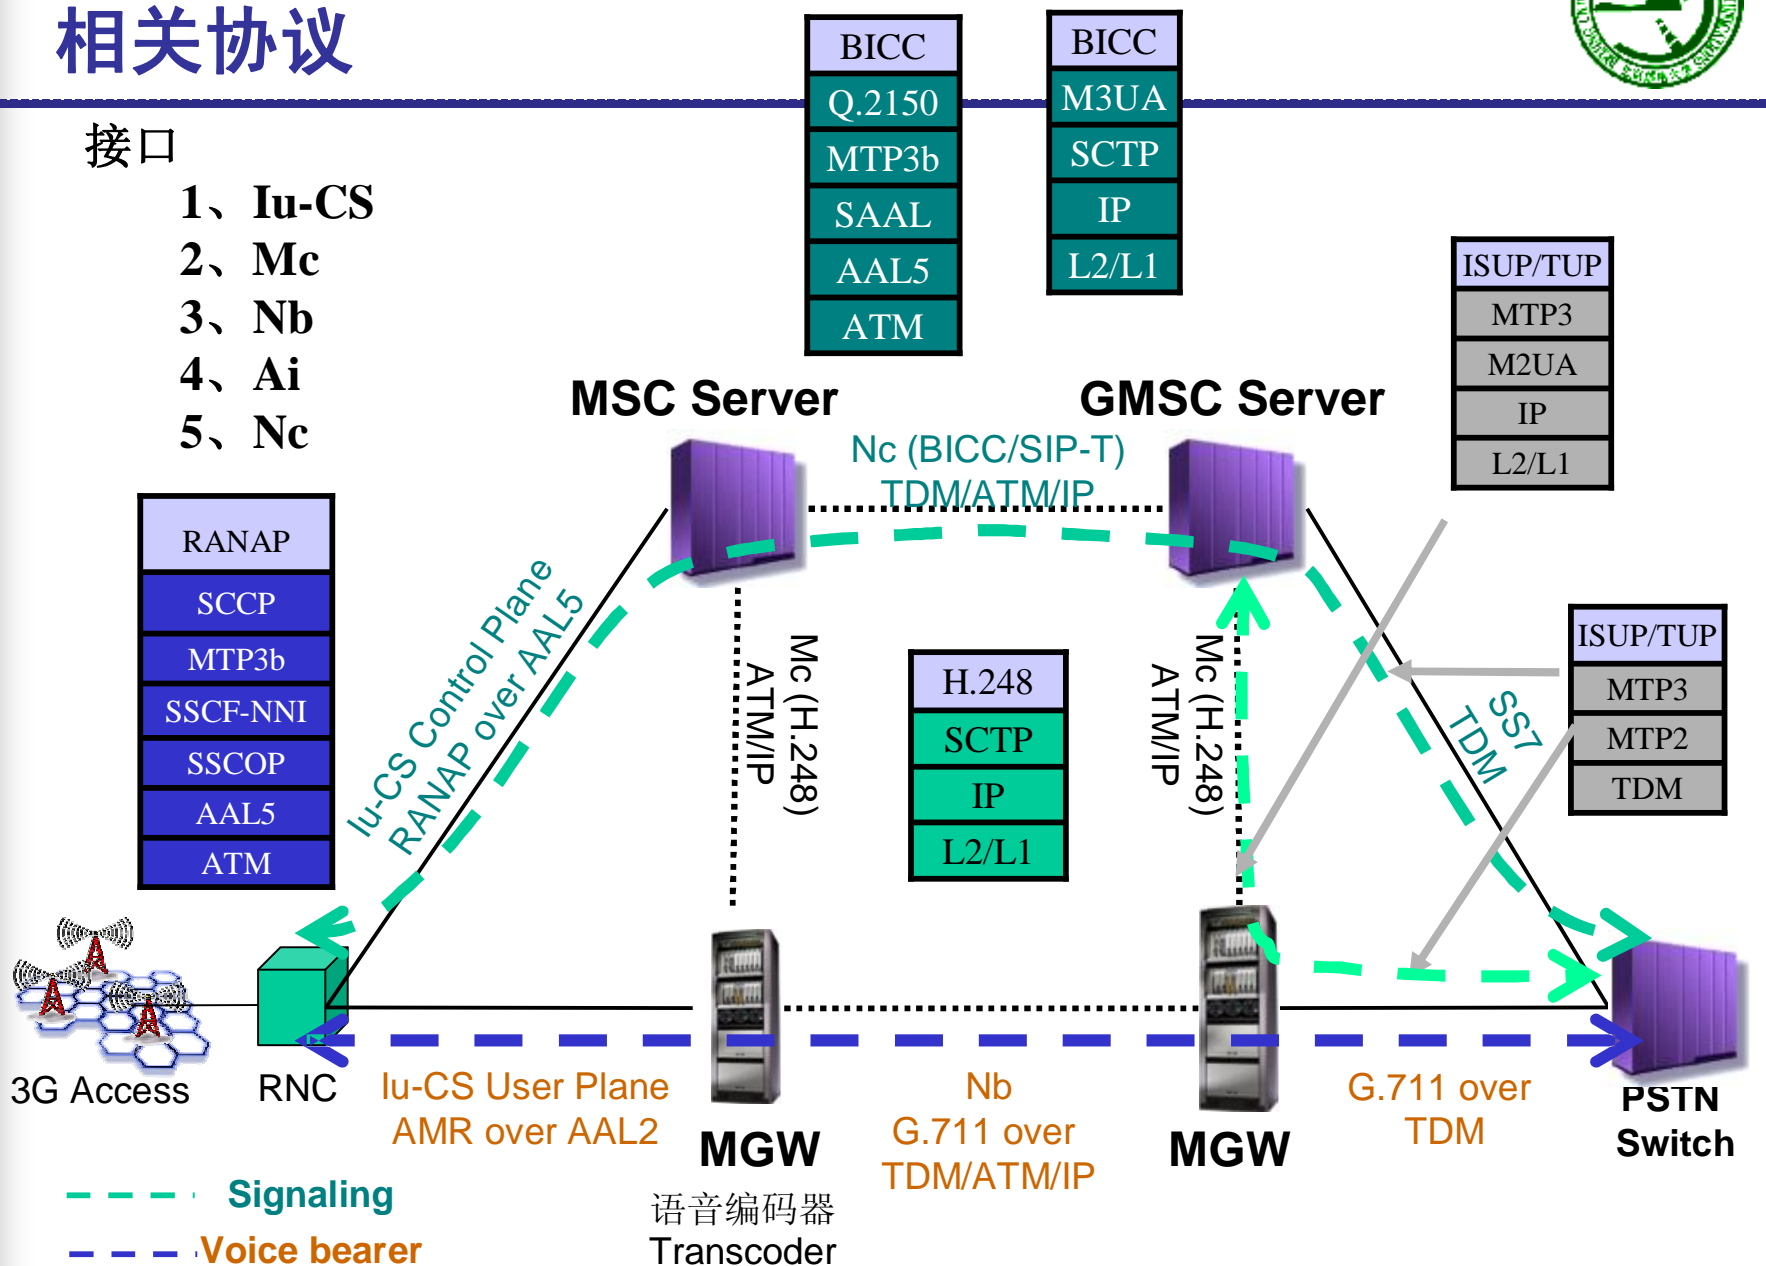 相关协议
接口
1、Iu-CS
2、Mc
3、Nb
4、Ai
5、Nc
BICC
Q.2150
MTP3b
SAAL
AAL5
ATM
BICC
M3UA
SCTP
IP
L2/L1
ISUP/TUP
MTP3
M2UA
IP
L2/L1
MSC Server
GMSC Server
Nc (BICC/SIP-T)
TDM/ATM/IP
RANAP
SCCP
MTP3b
SSCF-NNI
SSCOP
AAL5
ATM
Iu-CS Control Plane
RANAP over AAL5
Mc (H.248)
ATM/IP
H.248
SCTP
IP
L2/L1
Mc (H.248)
ATM/IP
SS7
TDM
ISUP/TUP
MTP3
MTP2
TDM
3G Access
RNC
Iu-CS User Plane
AMR over AAL2
MGW
语音编码器
Transcoder
Nb
G.711 over
TDM/ATM/IP
MGW
G.711 over
TDM
PSTN
Switch
Signaling
Voice bearer